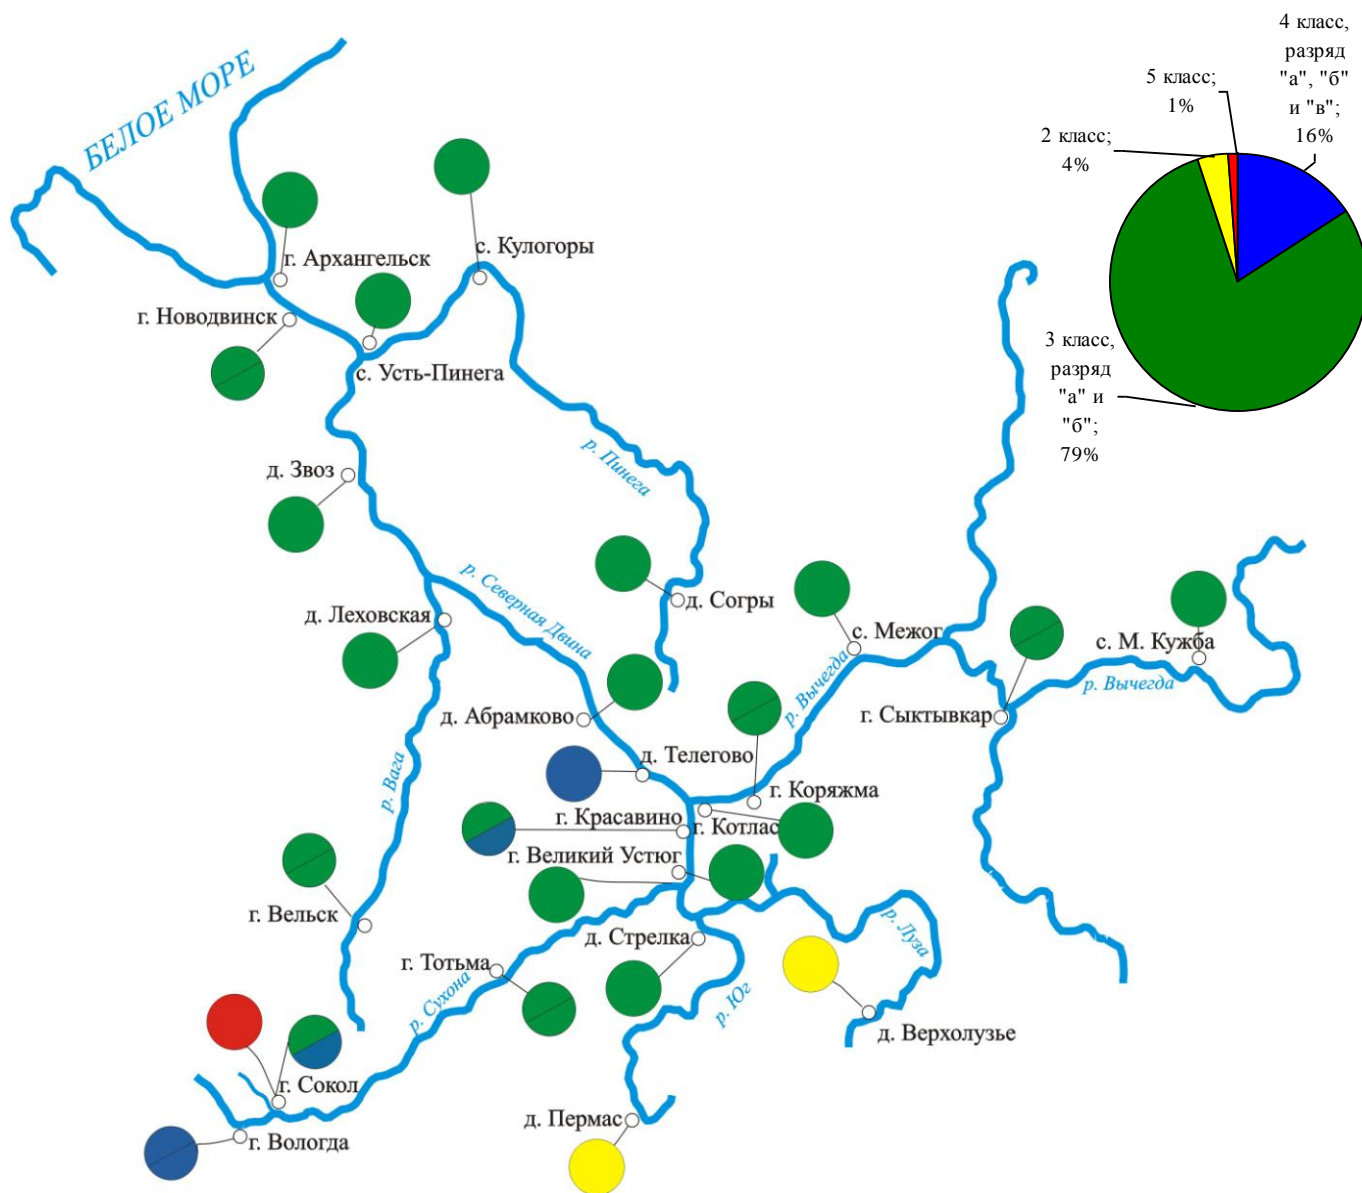 4 класс,
разряд
"а", "б"
и "в";
16%
5 класс;
1%
2 класс;
4%
3 класс,
разряд
"а" и
"б";
79%
БЕЛОЕ МОРЕ
с. Кулогоры
г. Архангельск
г. Новодвинск
с. Усть-Пинега
р. Пинега
д. Звоз
р. Северная Двина
д. Согры
д. Леховская
с. Межог
с. М. Кужба
р. Вычегда
р. Вычегда
д. Абрамково
г. Сыктывкар
д. Телегово
р. Вага
г. Коряжма
г. Красавино
г. Котлас
г. Великий Устюг
г. Вельск
д. Стрелка
р. Луза
г. Тотьма
р. Сухона
р. Юг
д. Верхолузье
г. Сокол
д. Пермас
г. Вологда